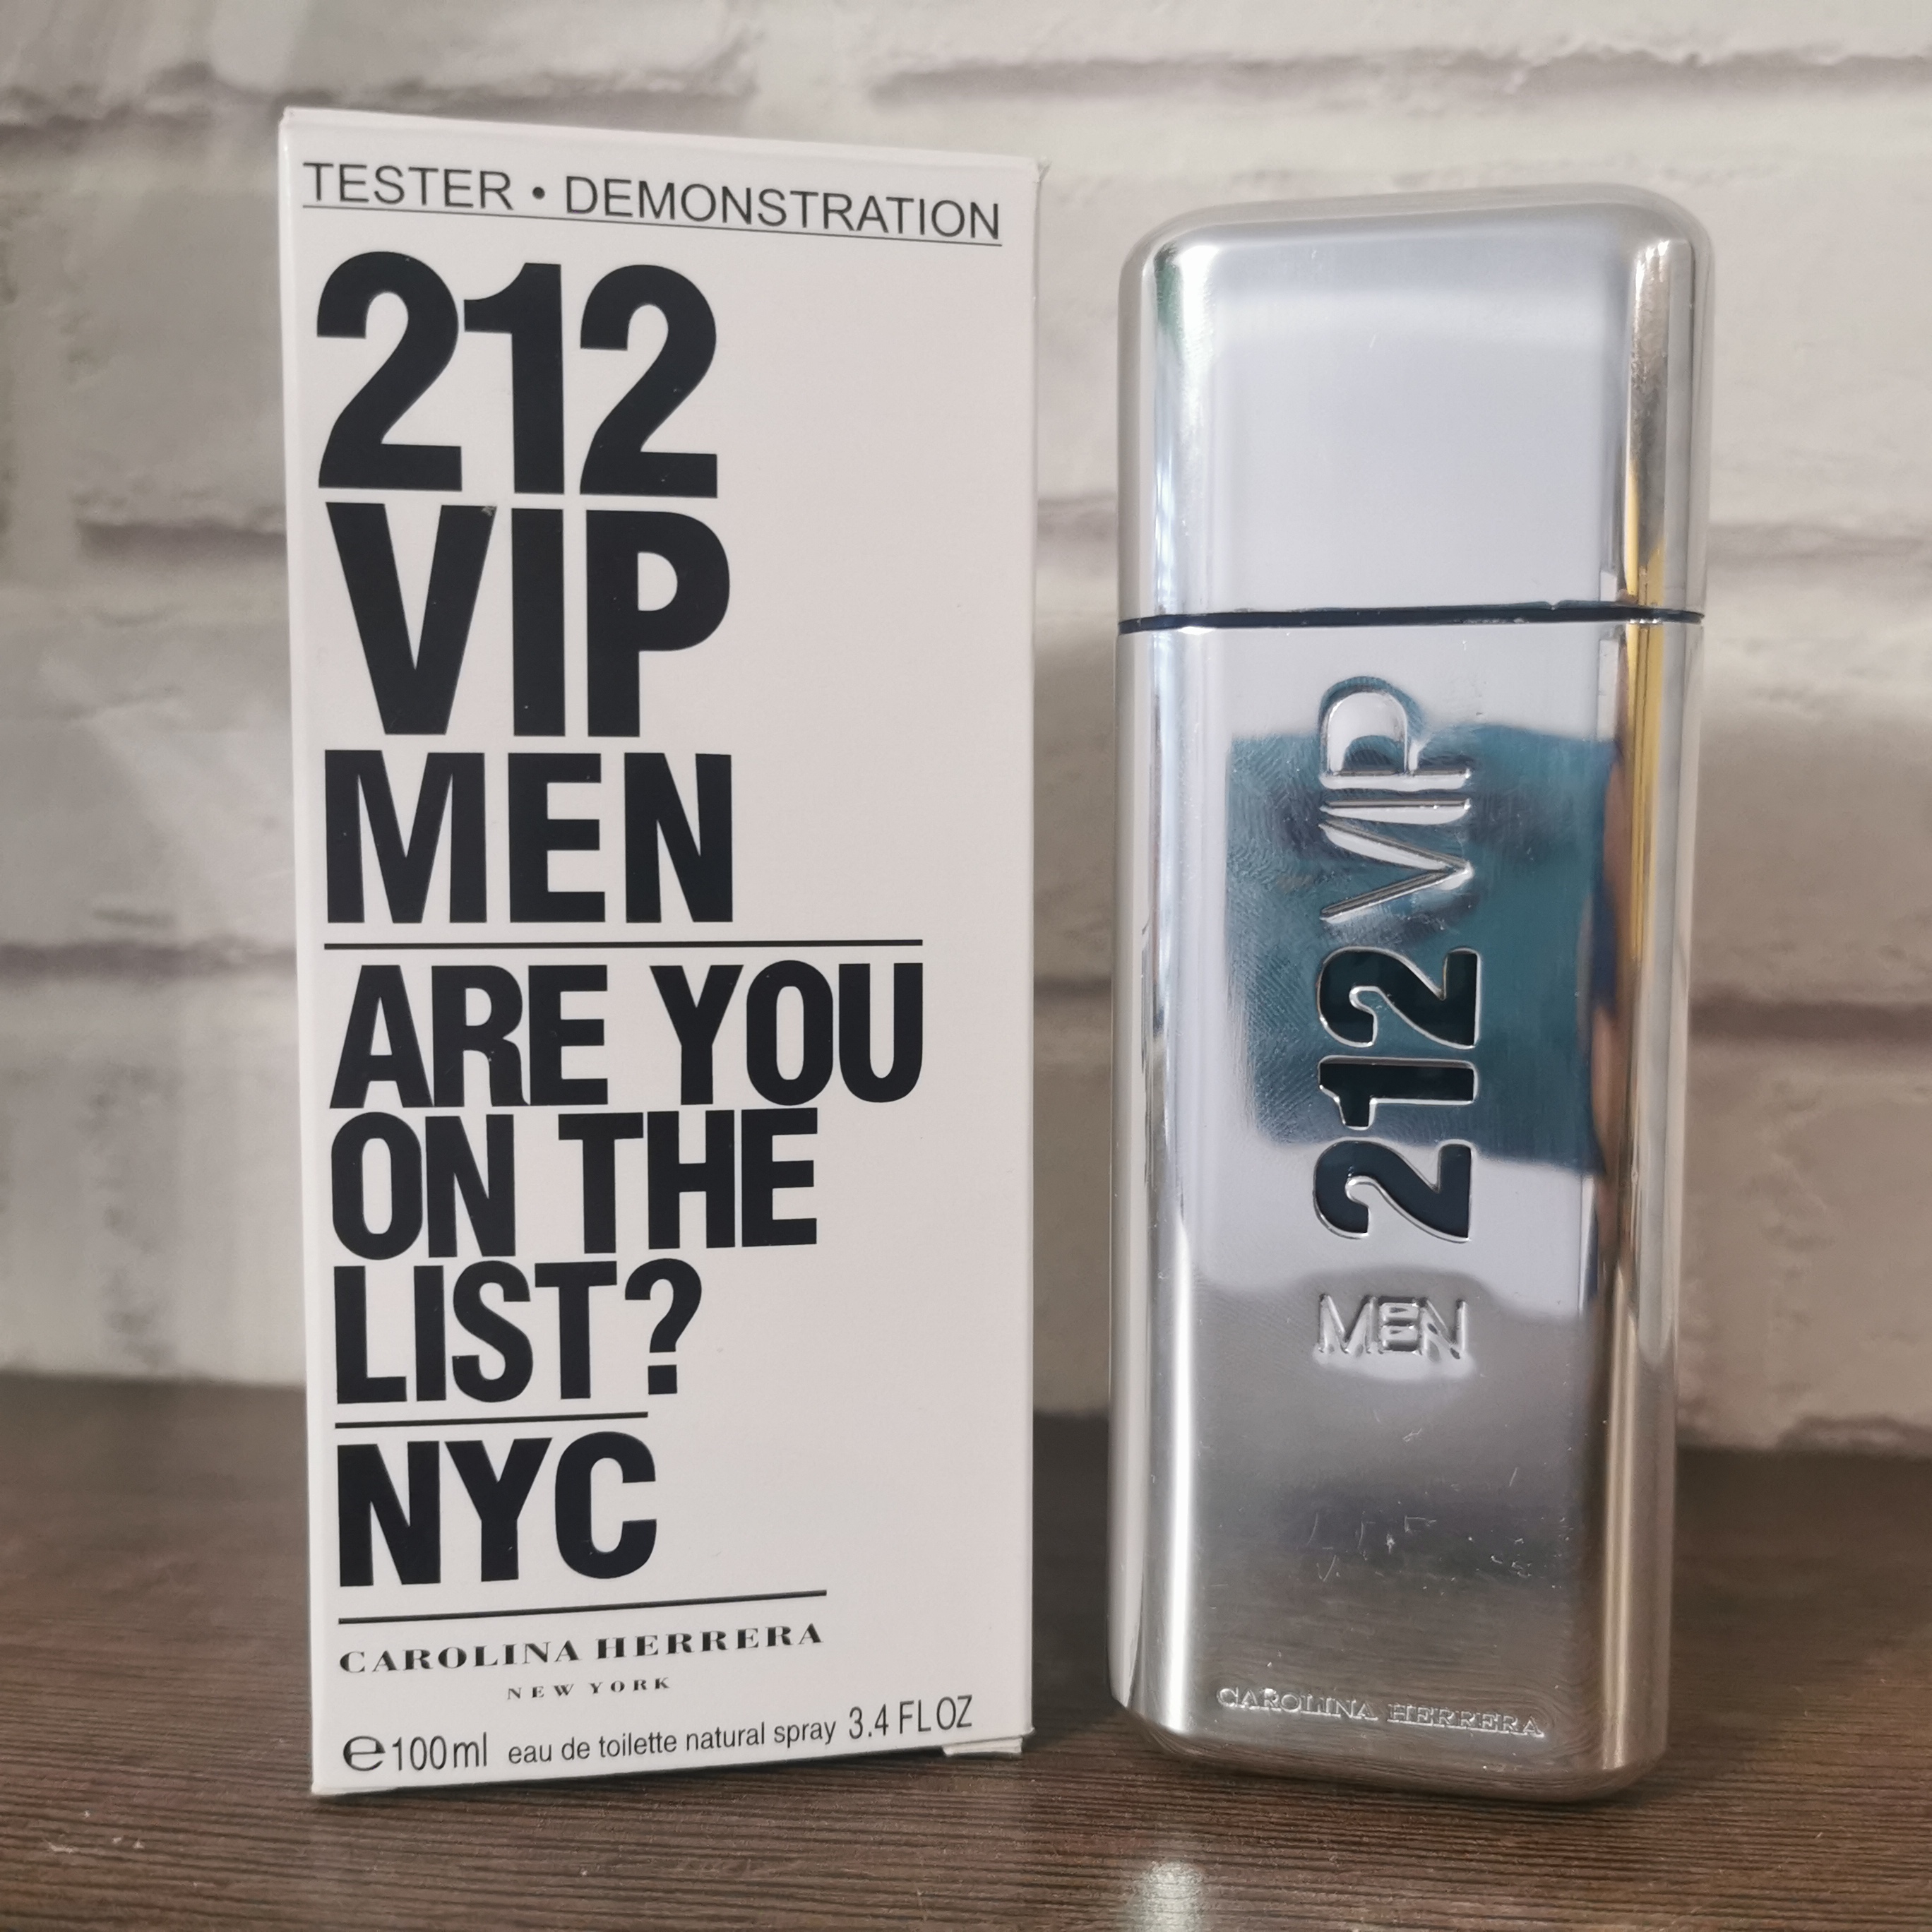 TESTER • DEMONSTRATION
212
VIP
MEN
ARE YOU
ON THE
LIST?
NYC
CAROLINA HERRERA
NEW YORK
℮100ml eau de toilette natural spray 3.4 FL OZ
212 VIP
MEN
CAROLINA HERRERA